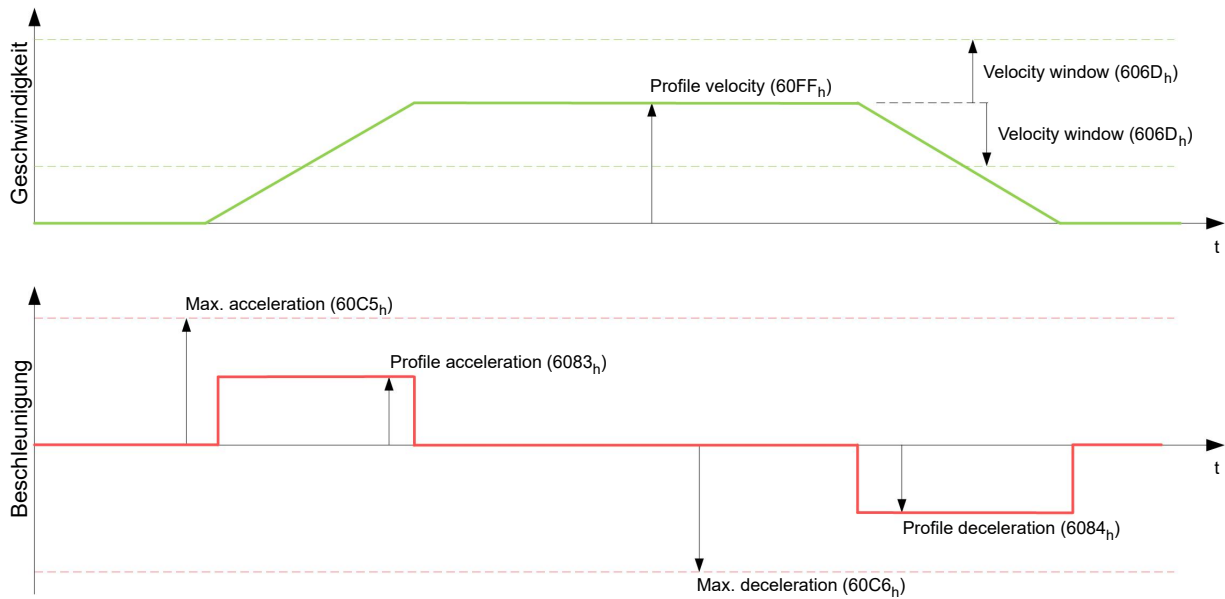 Geschwindigkeit
Profile velocity (60FFh)
Velocity window (606Dh)
Velocity window (606Dh)
t
Beschleunigung
Max. acceleration (60C5h)
Profile acceleration (6083h)
t
Profile deceleration (6084h)
Max. deceleration (60C6h)